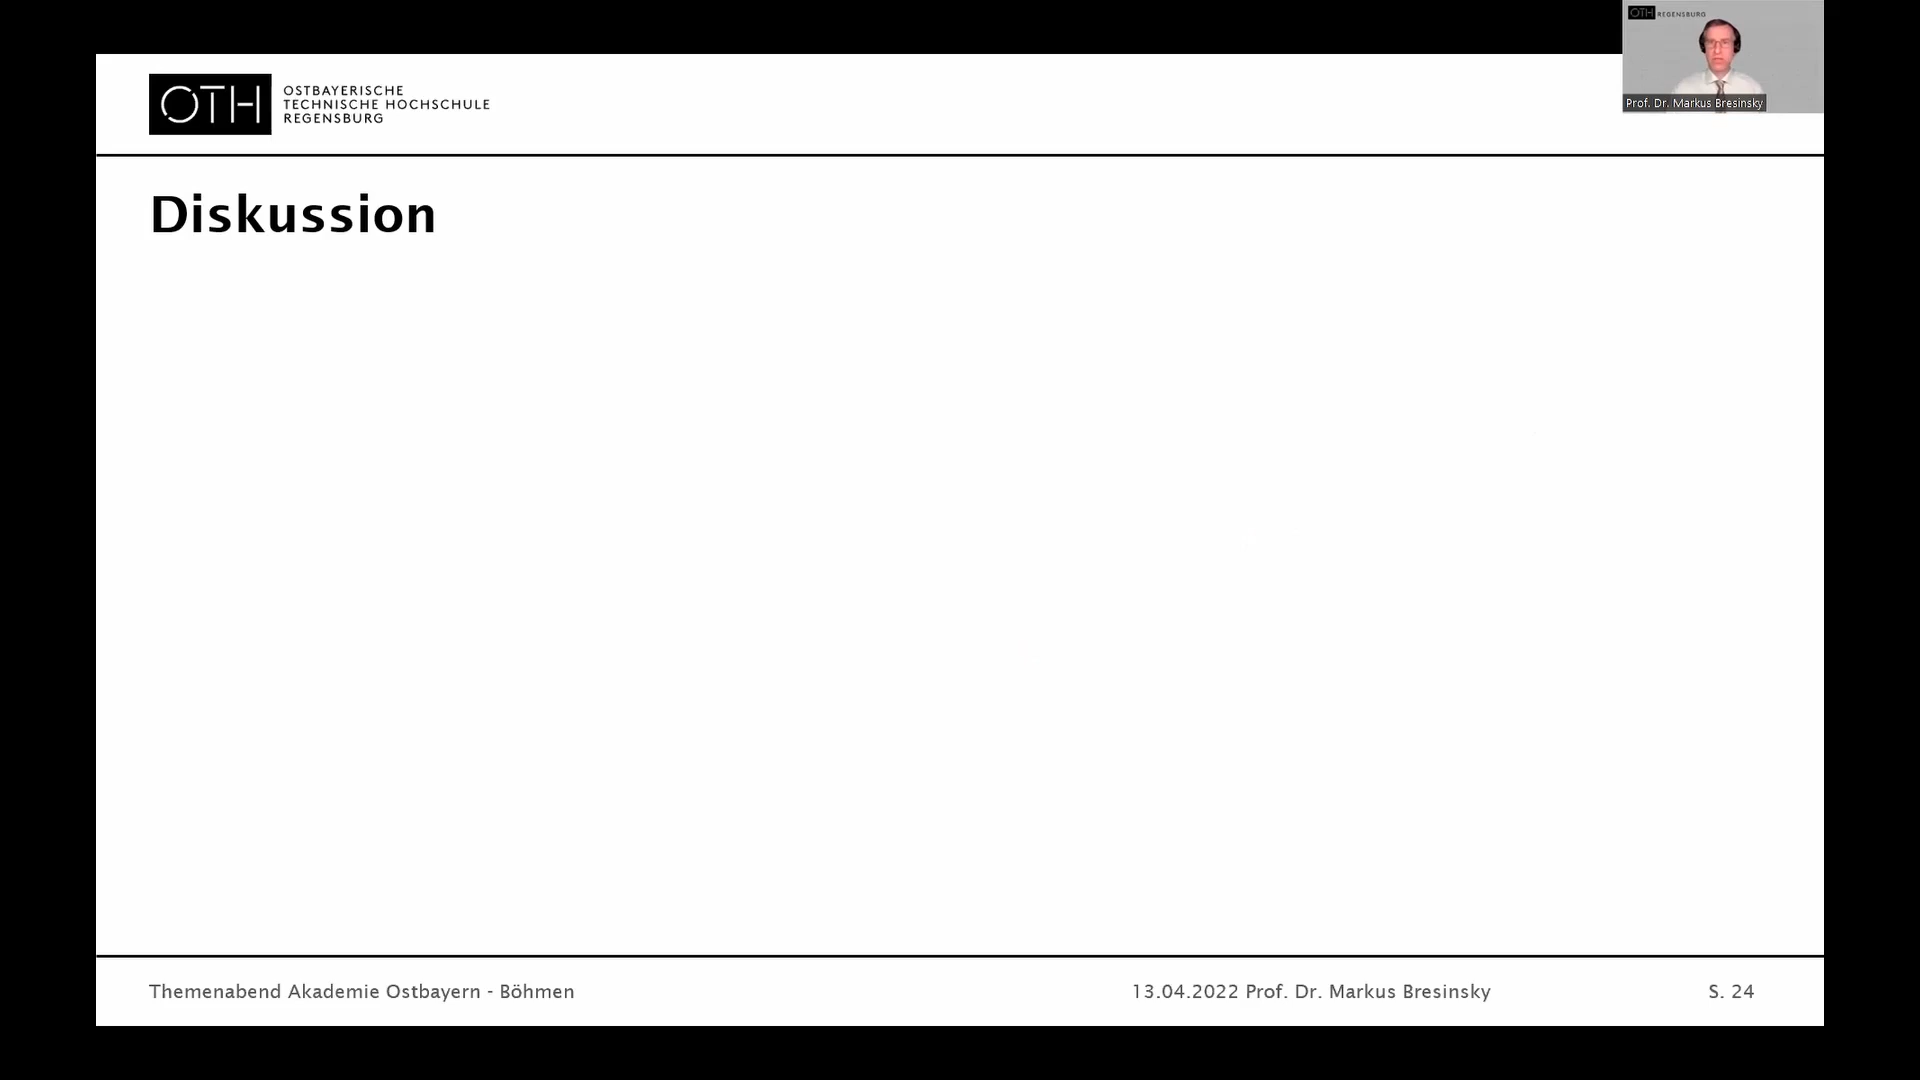 OTH REGENSBURG
Prof. Dr. Markus Bresinsky
OTH
OSTBAYERISCHE
TECHNISCHE HOCHSCHULE
REGENSBURG
Diskussion
Themenabend Akademie Ostbayern - Böhmen
13.04.2022 Prof. Dr. Markus Bresinsky
S. 24